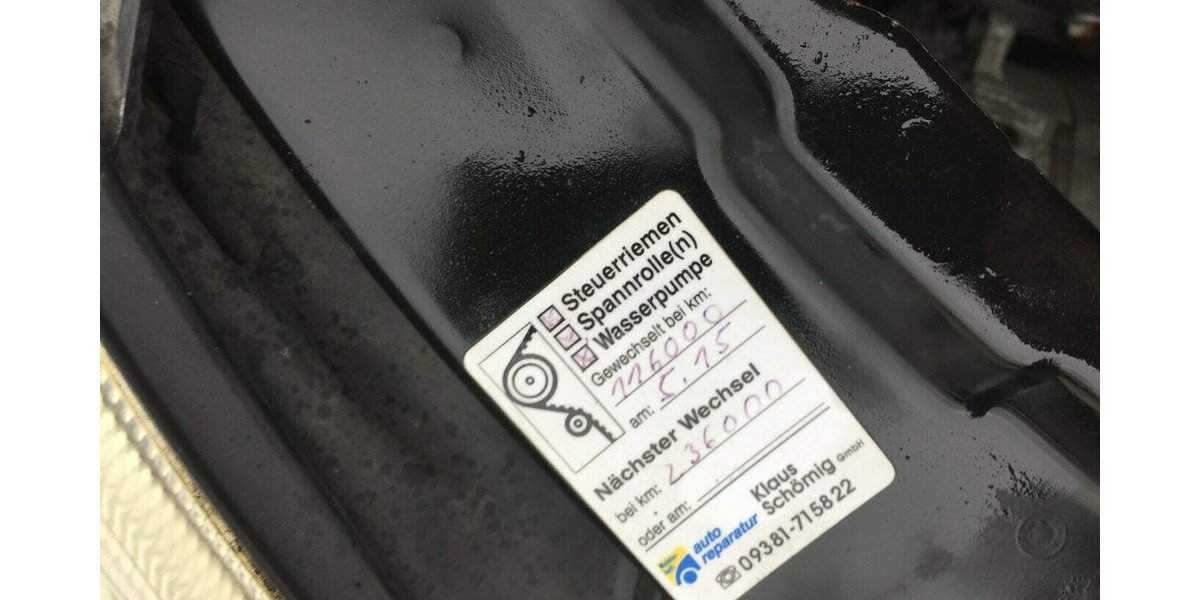 Steuerriemen
Spannrolle(n)
Wasserpumpe
Gewechselt bei km:
116000
am: 5.15
Nächster Wechsel
bei km: 236000
oder am:
auto
reparatur
Klaus
Schömig GmbH
09381-715822